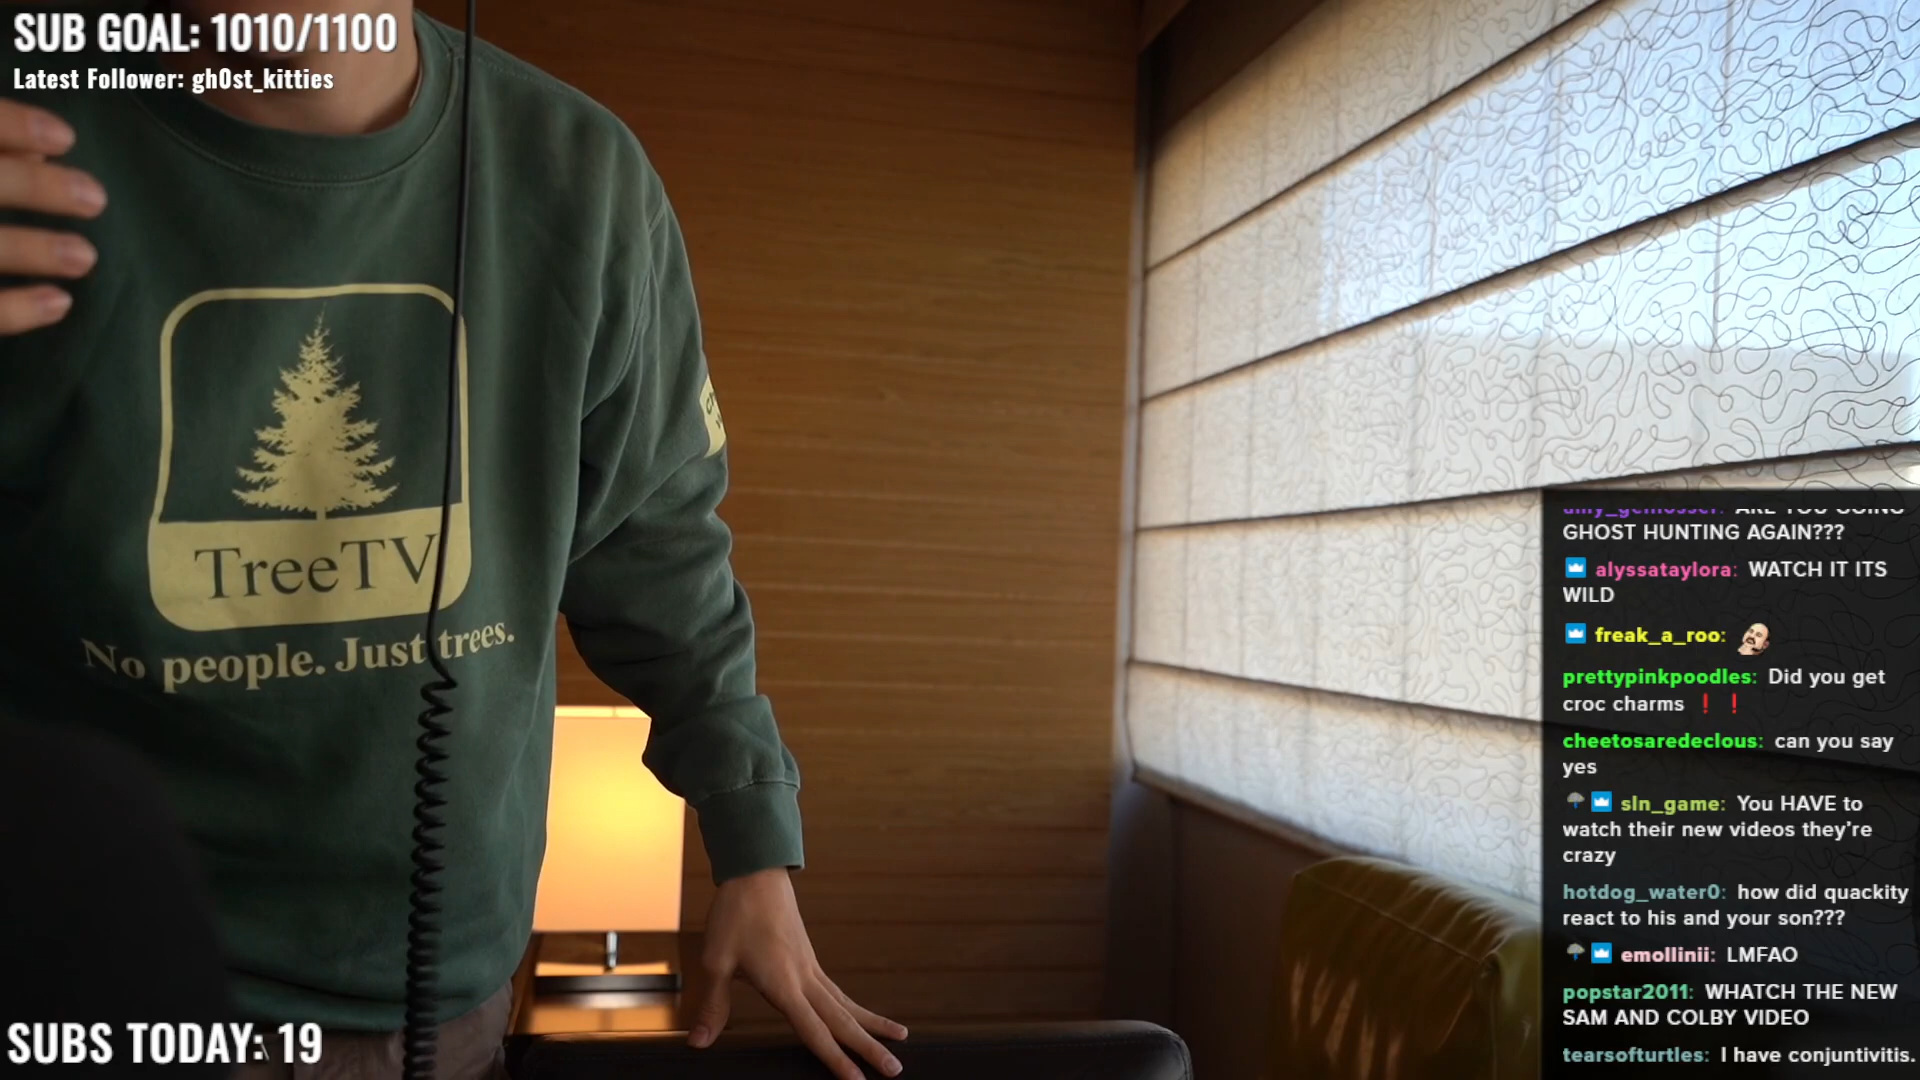 SUB GOAL: 1010/1100
Latest Follower: gh0st_kitties
TreeTV
No people. Just trees.
SUBS TODAY: 19
ARE YOU GOING
GHOST HUNTING AGAIN???
alyssataylora: WATCH IT ITS
WILD
freak_a_roo:
prettypinkpoodles: Did you get
croc charms ❗ ❗
cheetosaredeclous: can you say
yes
sln_game: You HAVE to
watch their new videos they're
crazy
hotdog_water0: how did quackity
react to his and your son???
emollinii: LMFAO
popstar2011: WHATCH THE NEW
SAM AND COLBY VIDEO
tearsofturtles: I have conjuntivitis.